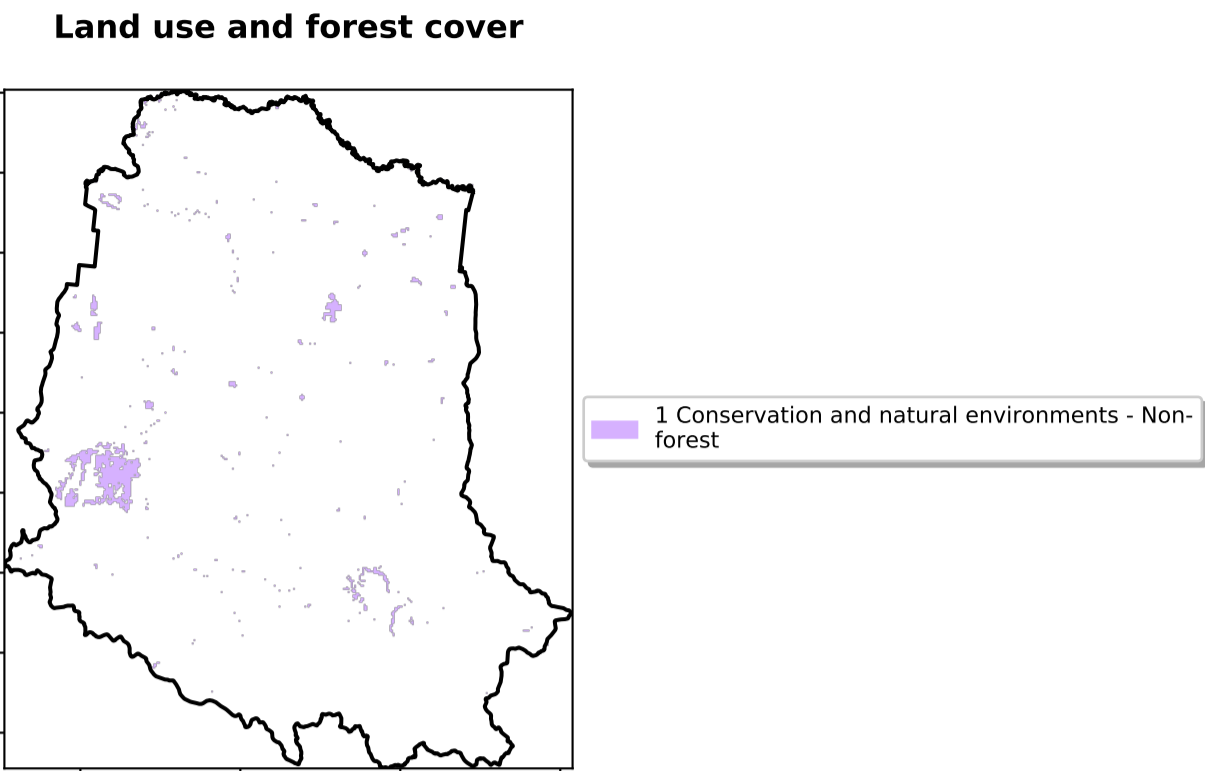 Land use and forest cover
1 Conservation and natural environments - Non-
forest